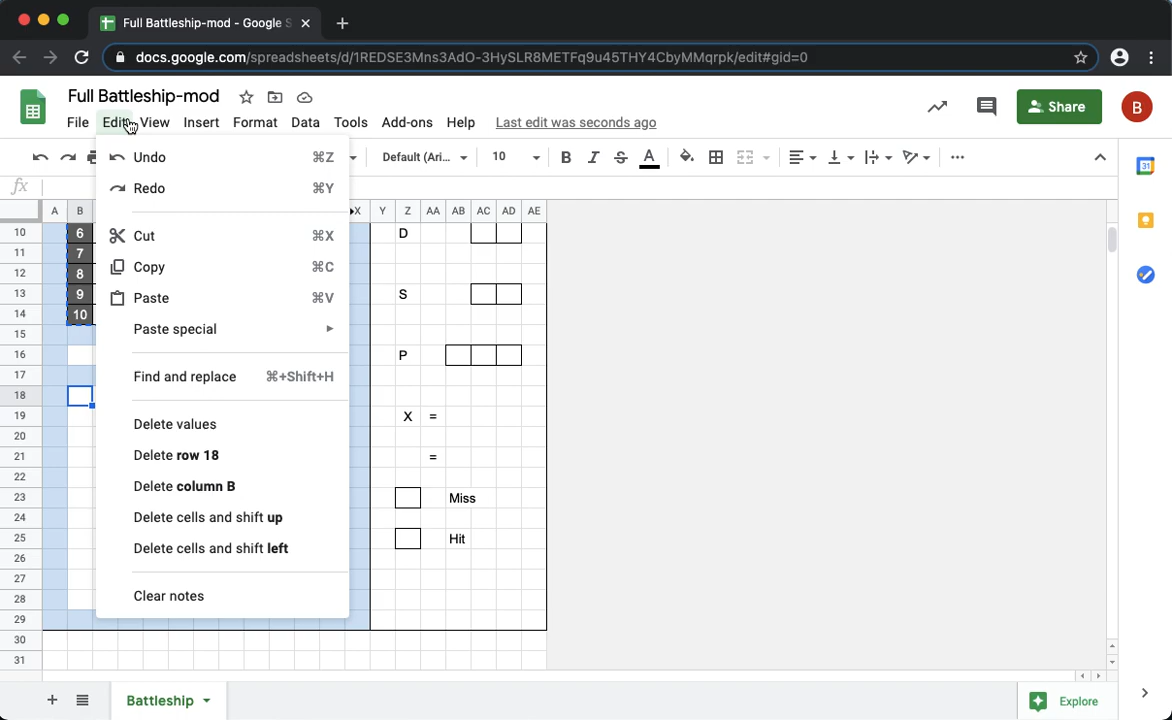 Full Battleship-mod - Google S
docs.google.com/spreadsheets/d/1REDSE3Mns3AdO-3HySLR8METFq9u45THY4CbyMMqrpk/edit#gid=0
Full Battleship-mod
File Edit View Insert Format Data Tools Add-ons Help Last edit was seconds ago
Share
B
Default (Ari... 10 B I S A
31
fx
Undo ⌘Z
Redo ⌘Y
Cut ⌘X
Copy ⌘C
Paste ⌘V
Paste special
Find and replace ⌘+Shift+H
Delete values
Delete row 18
Delete column B
Delete cells and shift up
Delete cells and shift left
Clear notes
A B X Y Z AA AB AC AD AE
10 6 D
11 7
12 8
13 9 S
14 10
15
16 P
17
18
19 X =
20
21 =
22
23 Miss
24
25 Hit
26
27
28
29
30
31
Battleship
Explore